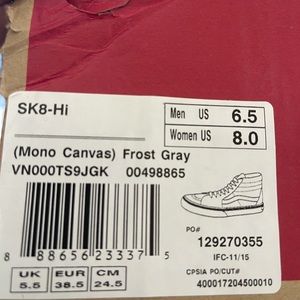 SK8-Hi
Men US 6.5
Women US 8.0
(Mono Canvas) Frost Gray
VN000TS9JGK 00498865
PO#
129270355
IFC-11/15
CPSIA PO/CUT#
400017204500010
8 88656 23337 5
UK EUR CM
5.5 38.5 24.5